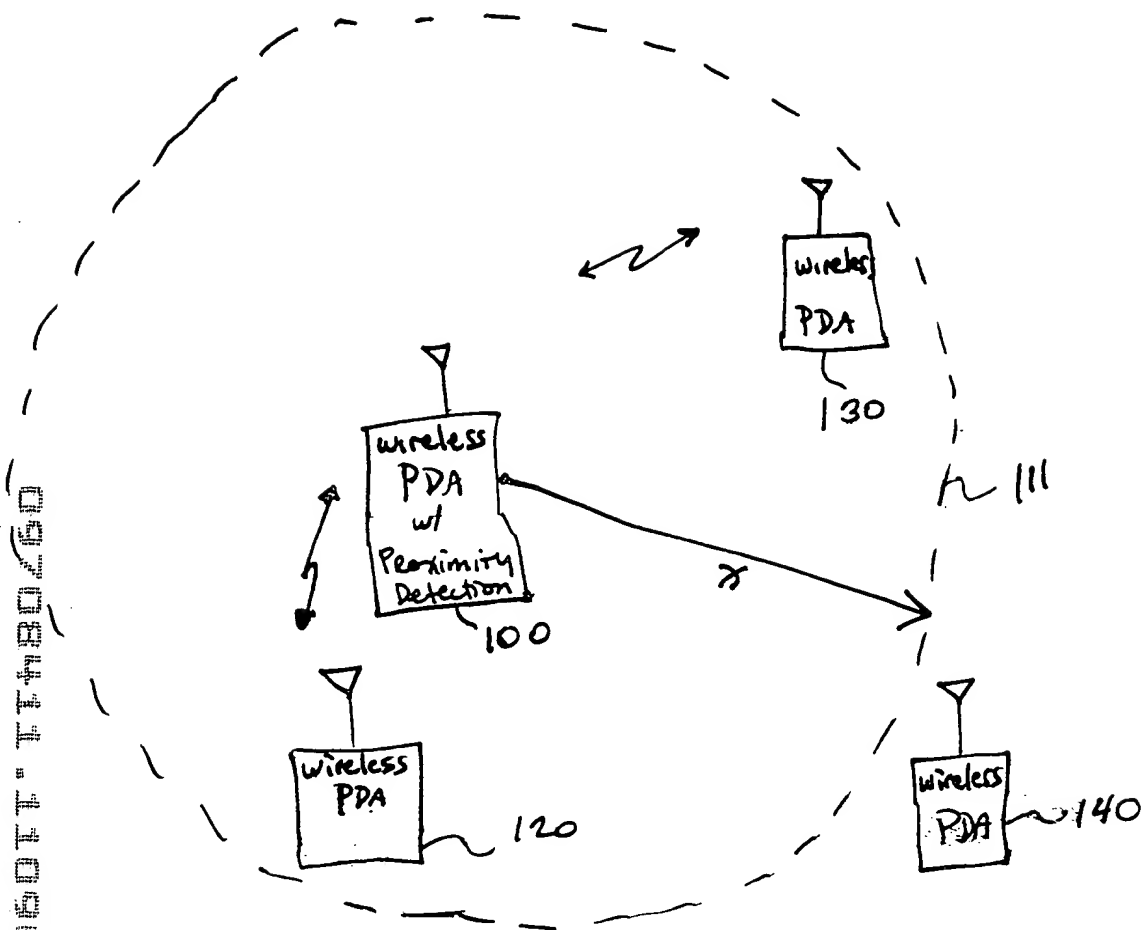 wireless
PDA
130
wireless
PDA
w/
Proximity
Detection
100
111
r
wireless
PDA
120
wireless
PDA
140